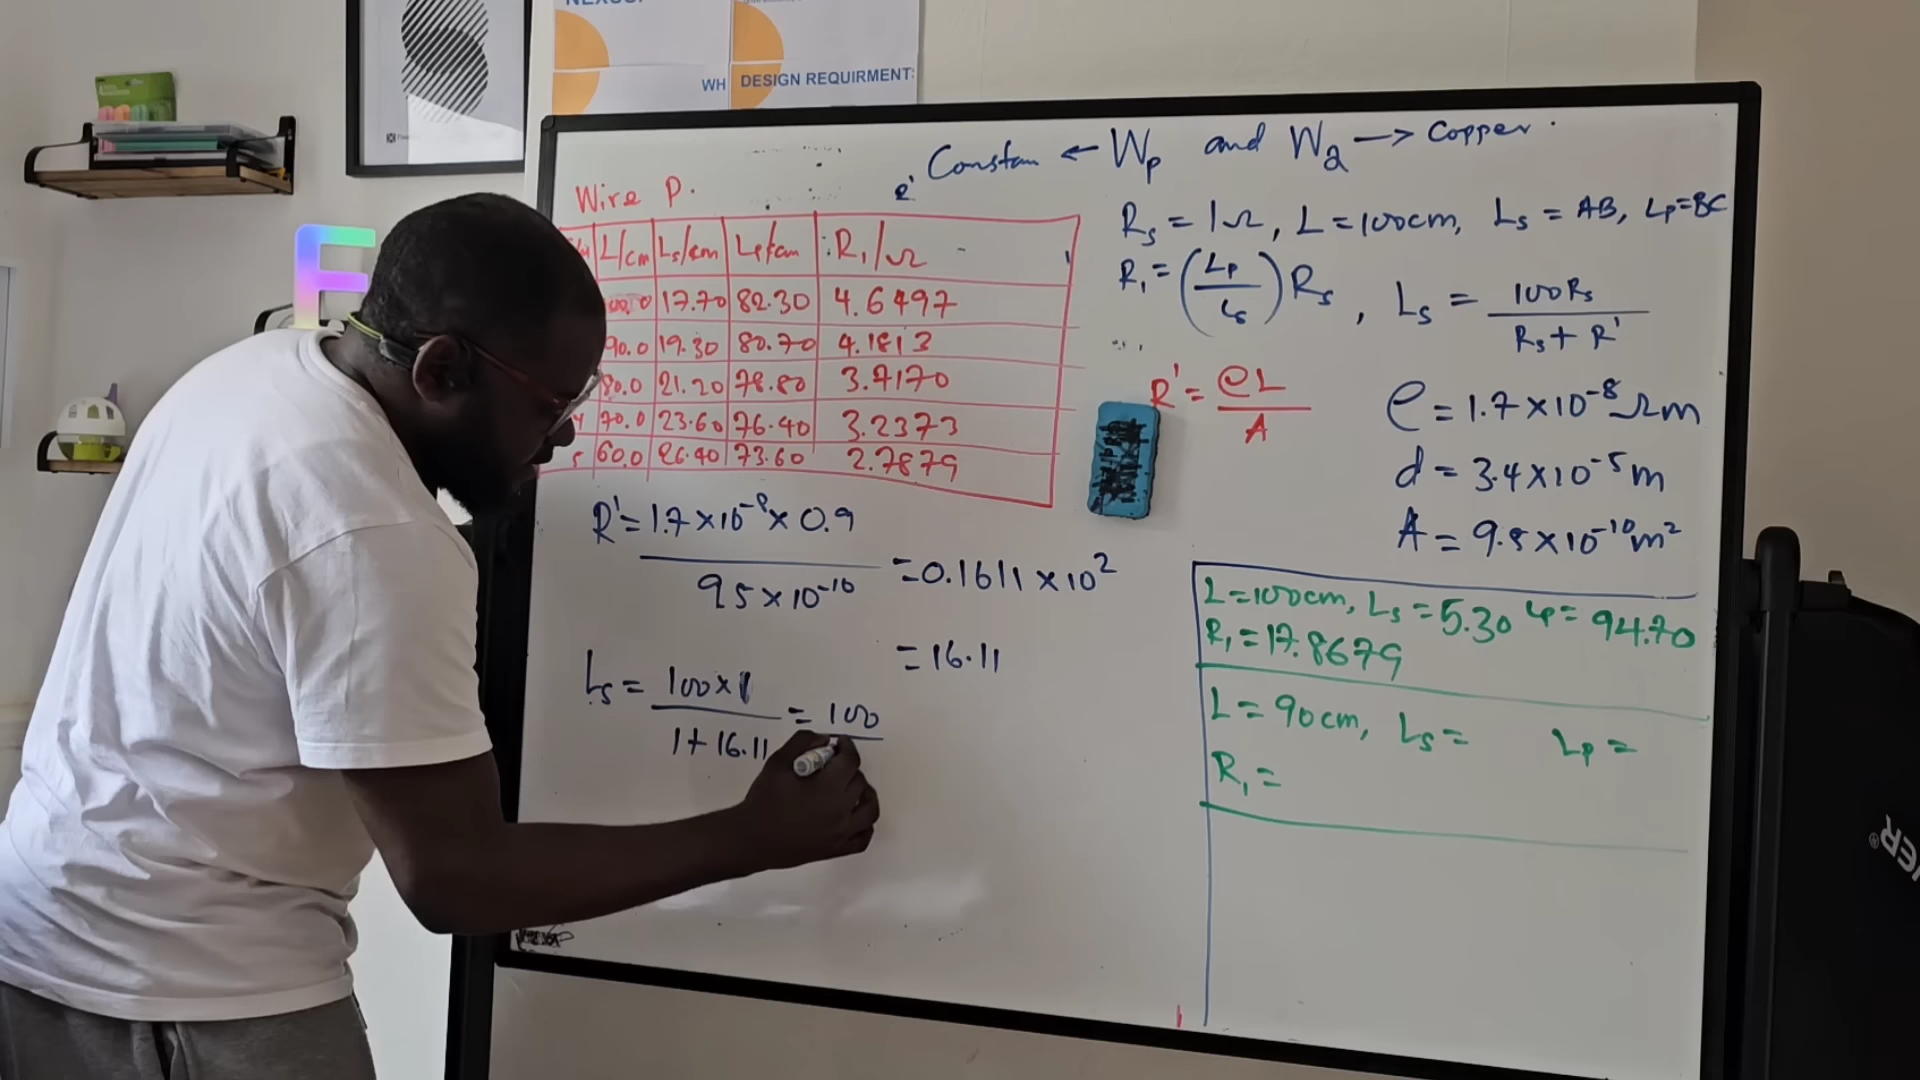 WH
DESIGN REQUIRMENT:
Constan ← Wp and W2 → Copper.
Wire P.
R'
L/cm Ls/cm Lp/cm R₁/Ω
17.70 82.30 4.6497
90.0 19.30 80.70 4.1813
80.0 21.20 78.80 3.7170
4 70.0 23.60 76.40 3.2373
5 60.0 26.40 73.60 2.7879
Rs = 1Ω, L = 100cm, Ls = AB, Lp = BC
R₁ = (Lp/Ls) Rs , Ls = 100Rs / Rs + R'
R' = ρL / A
ρ = 1.7 × 10⁻⁸ Ωm
d = 3.4 × 10⁻⁵ m
A = 9.5 × 10⁻¹⁰ m²
R' = 1.7 × 10⁻⁸ × 0.9 / 9.5 × 10⁻¹⁰ = 0.1611 × 10²
= 16.11
Ls = 100 × 1 / 1 + 16.11 = 100
L = 100cm, Ls = 5.30 Lp = 94.70
R₁ = 17.8679
L = 90cm, Ls = Lp =
R₁ =